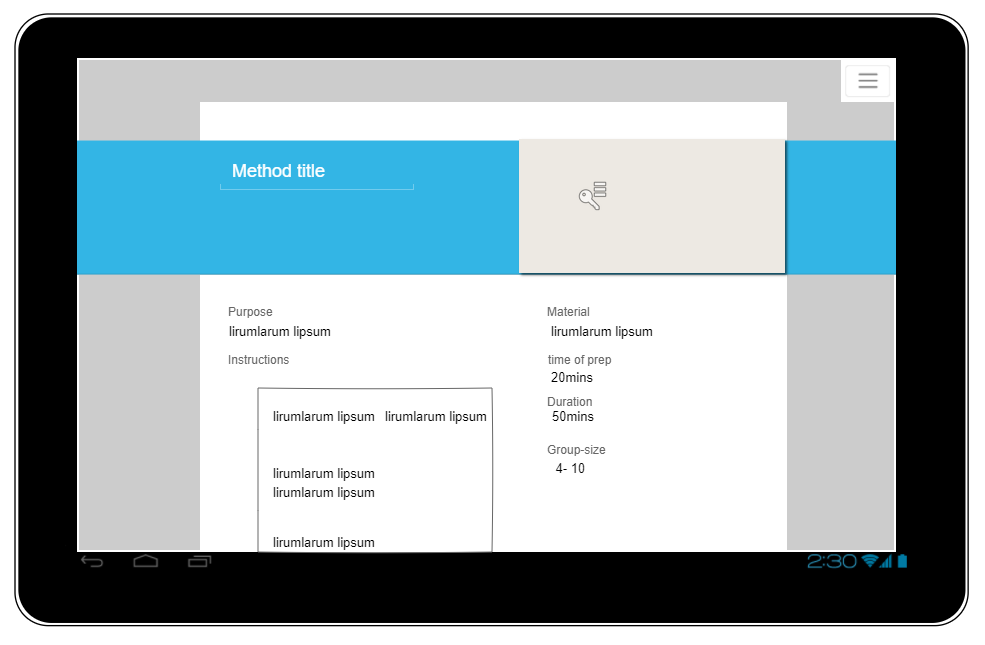 Method title
Purpose
lirumlarum lipsum
Instructions
lirumlarum lipsum lirumlarum lipsum
lirumlarum lipsum
lirumlarum lipsum
lirumlarum lipsum
Material
lirumlarum lipsum
time of prep
20mins
Duration
50mins
Group-size
4- 10
2:30